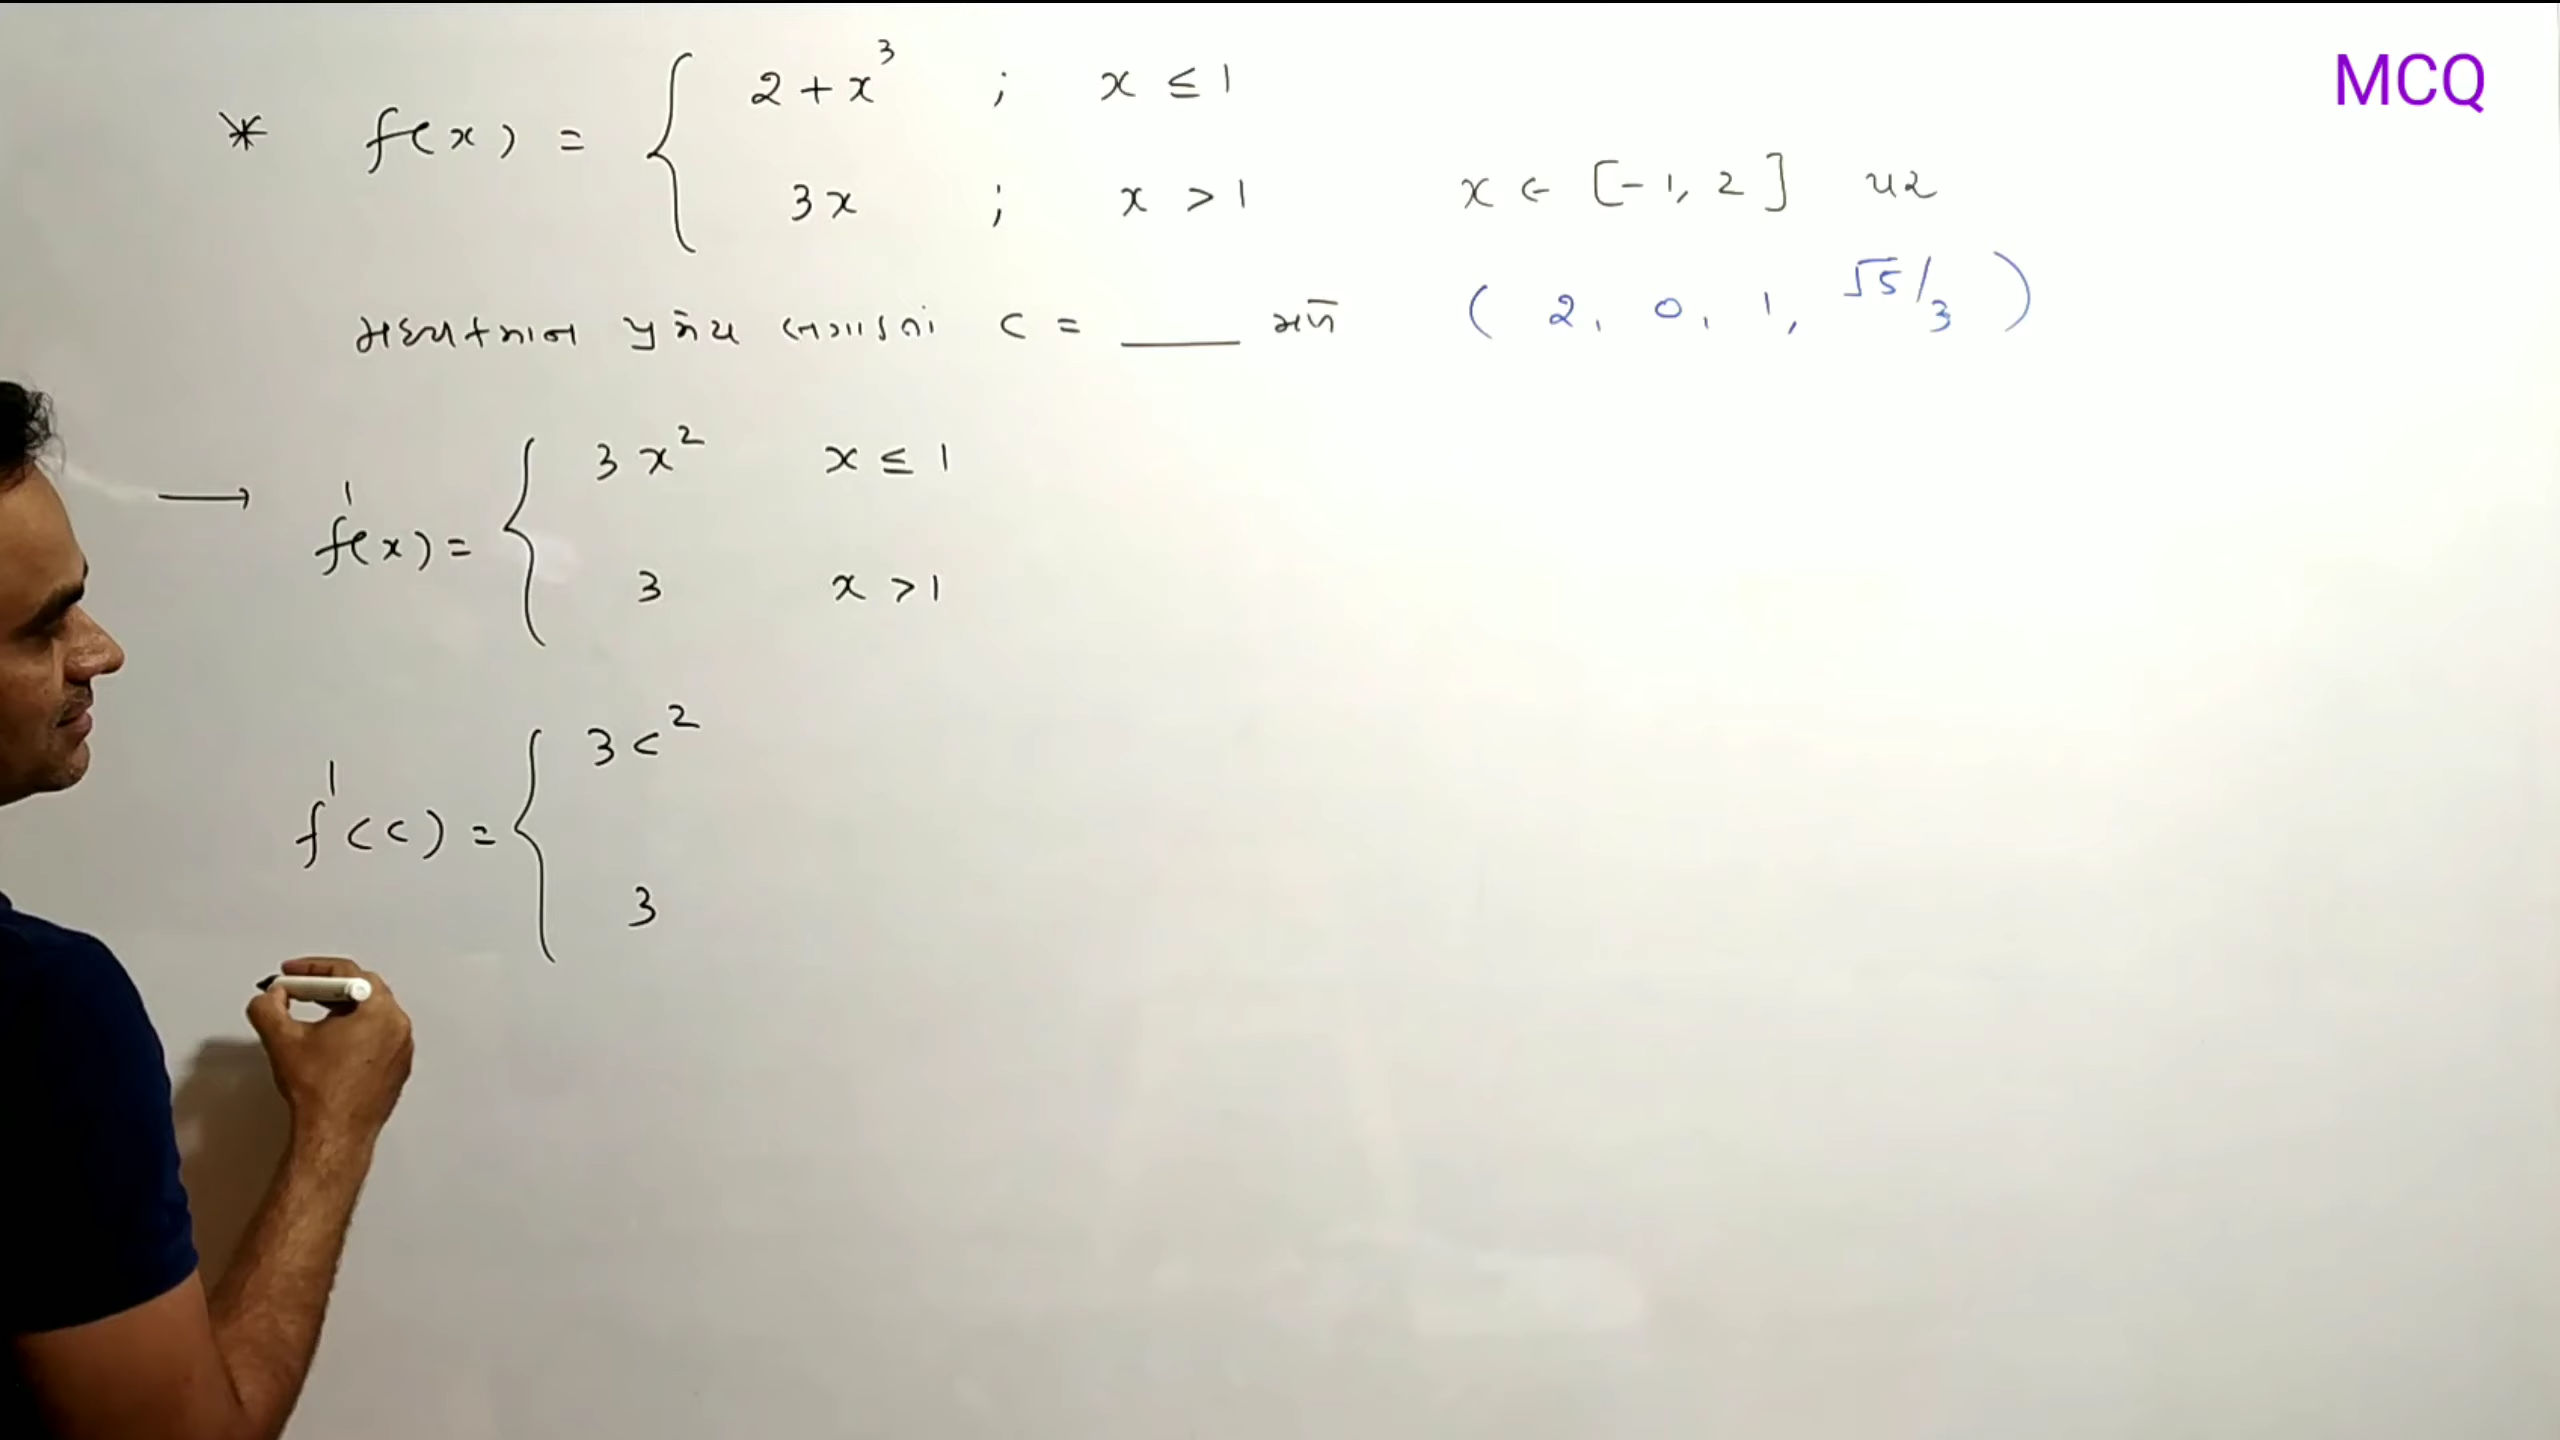 MCQ
* f(x) = { 2 + x³ ; x ≤ 1
3x ; x > 1 x ∈ [-1, 2] પર
મધ્યકમાન પ્રમેય લગાડતાં c = ____ મળે ( 2, 0, 1, √5/3 )
→ f'(x) = { 3x² x ≤ 1
3 x > 1
f'(c) = { 3c²
3